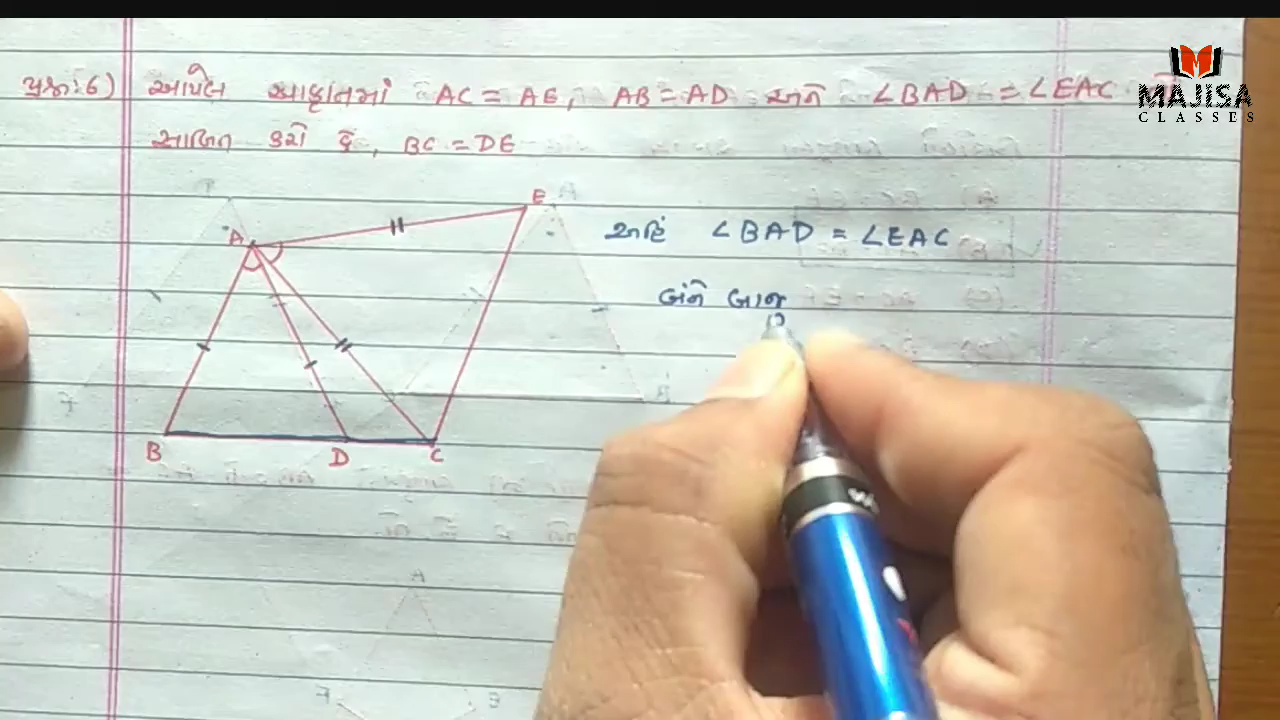 પ્રશ્ન:6) આપેલ આકૃતિમાં AC = AE, AB = AD અને ∠BAD = ∠EAC
સાબિત કરો કે, BC = DE
MAJISA
CLASSES
E
A
B
D
C
અહિં ∠BAD = ∠EAC
બંને બાજુ